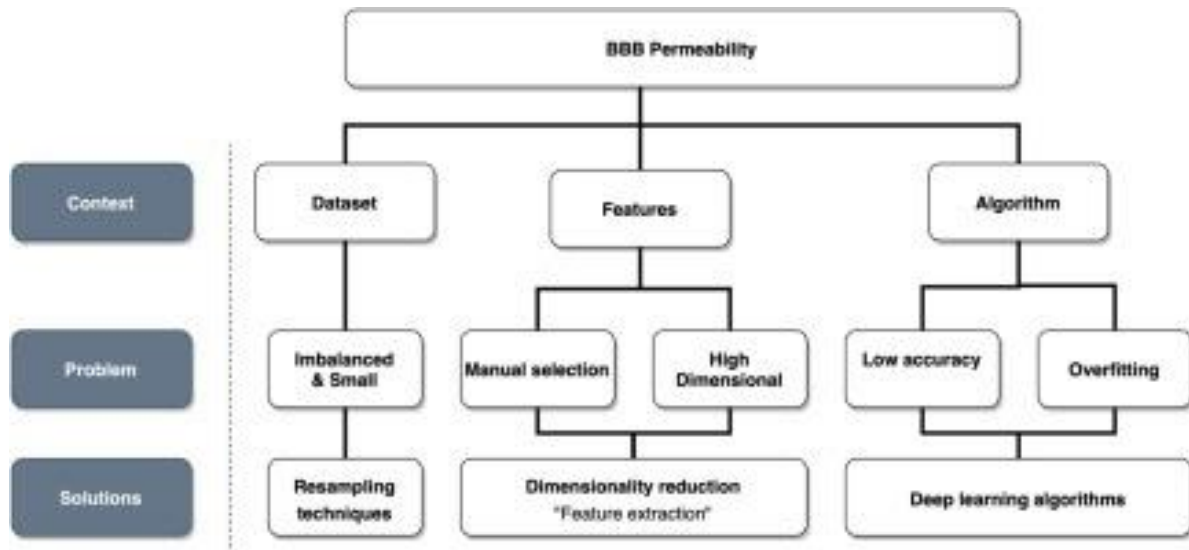 BBB Permeability
Context
Dataset
Features
Algorithm
Problem
Imbalanced
& Small
Manual selection
High
Dimensional
Low accuracy
Overfitting
Solutions
Resampling
techniques
Dimensionality reduction
"Feature extraction"
Deep learning algorithms